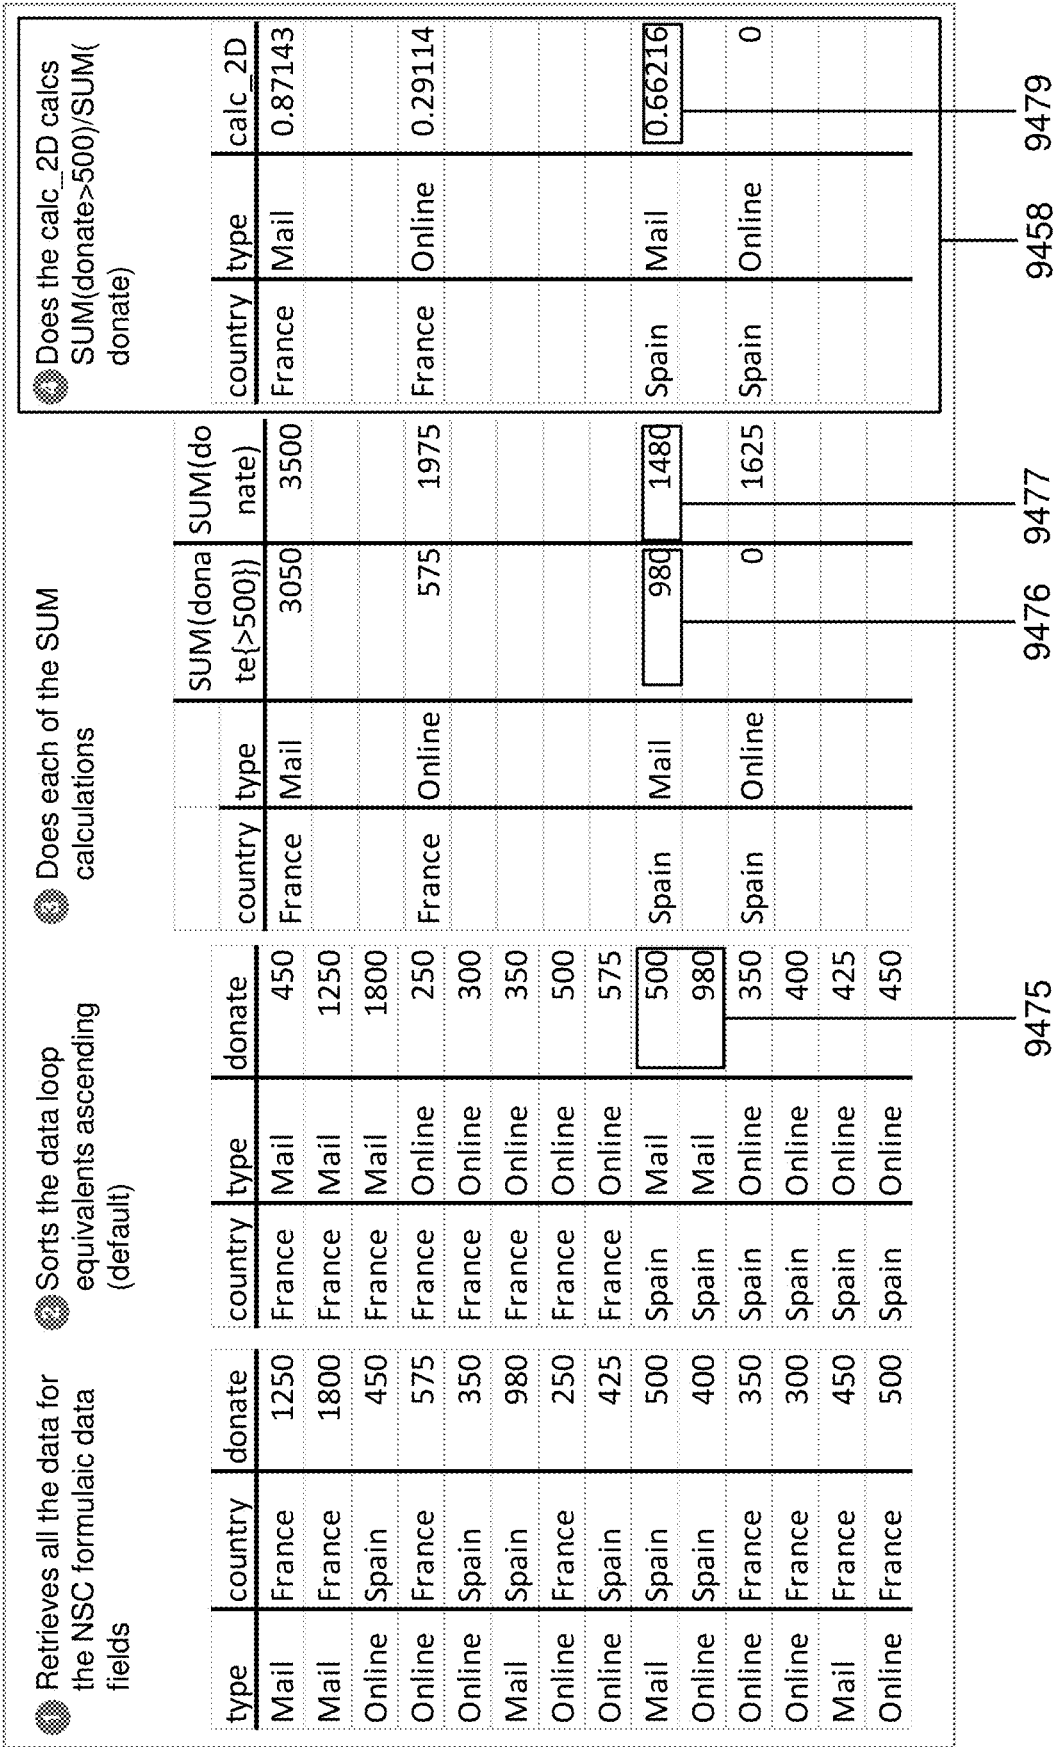 1 Retrieves all the data for
the NSC formulaic data
fields
type country donate
Mail France 1250
Mail France 1800
Online Spain 450
Online France 575
Online Spain 350
Mail Spain 980
Online France 250
Online Spain 425
Mail Spain 500
Online Spain 400
Online France 350
Online France 300
Mail France 450
Online France 500
2 Sorts the data loop
equivalents ascending
(default)
country type donate
France Mail 450
France Mail 1250
France Mail 1800
France Online 250
France Online 300
France Online 350
France Online 500
France Online 575
Spain Mail 500
Spain Mail 980
Spain Online 350
Spain Online 400
Spain Online 425
Spain Online 450
3 Does each of the SUM
calculations
SUM(dona SUM(do
country type te{>500}) nate)
France Mail 3050 3500
France Online 575 1975
Spain Mail 980 1480
Spain Online 0 1625
4 Does the calc_2D calcs
SUM(donate>500)/SUM(
donate)
country type calc_2D
France Mail 0.87143
France Online 0.29114
Spain Mail 0.66216
Spain Online 0
9475
9476
9477
9458
9479